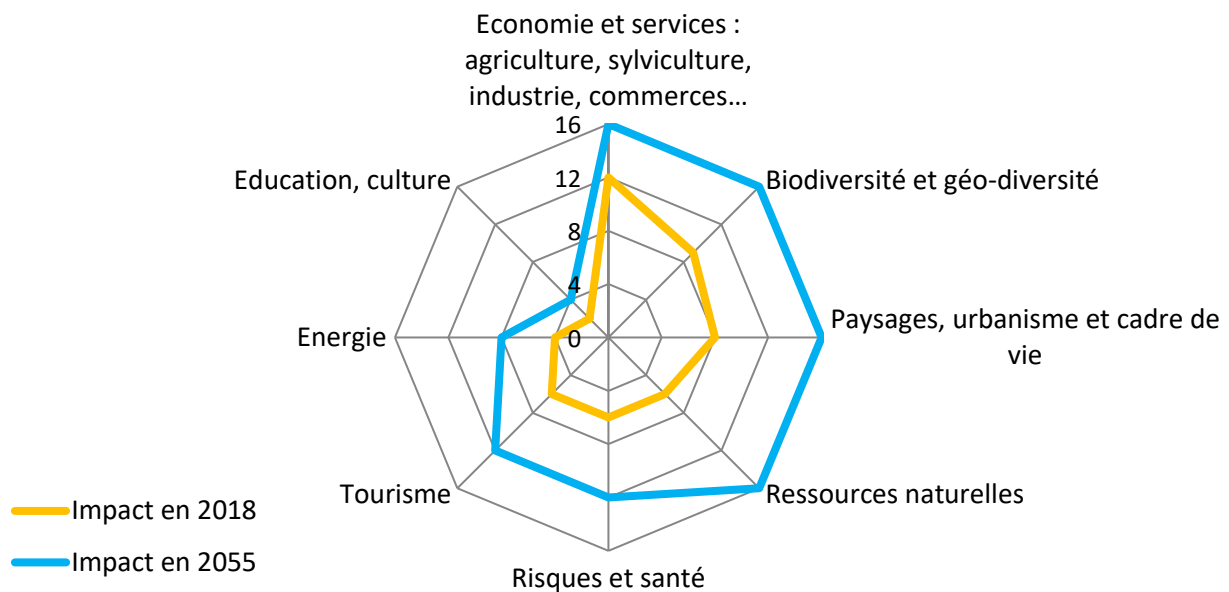 Economie et services :
agriculture, sylviculture,
industrie, commerces…
16
12
8
4
0
Biodiversité et géo-diversité
Paysages, urbanisme et cadre de
vie
Ressources naturelles
Risques et santé
Tourisme
Energie
Education, culture
Impact en 2018
Impact en 2055